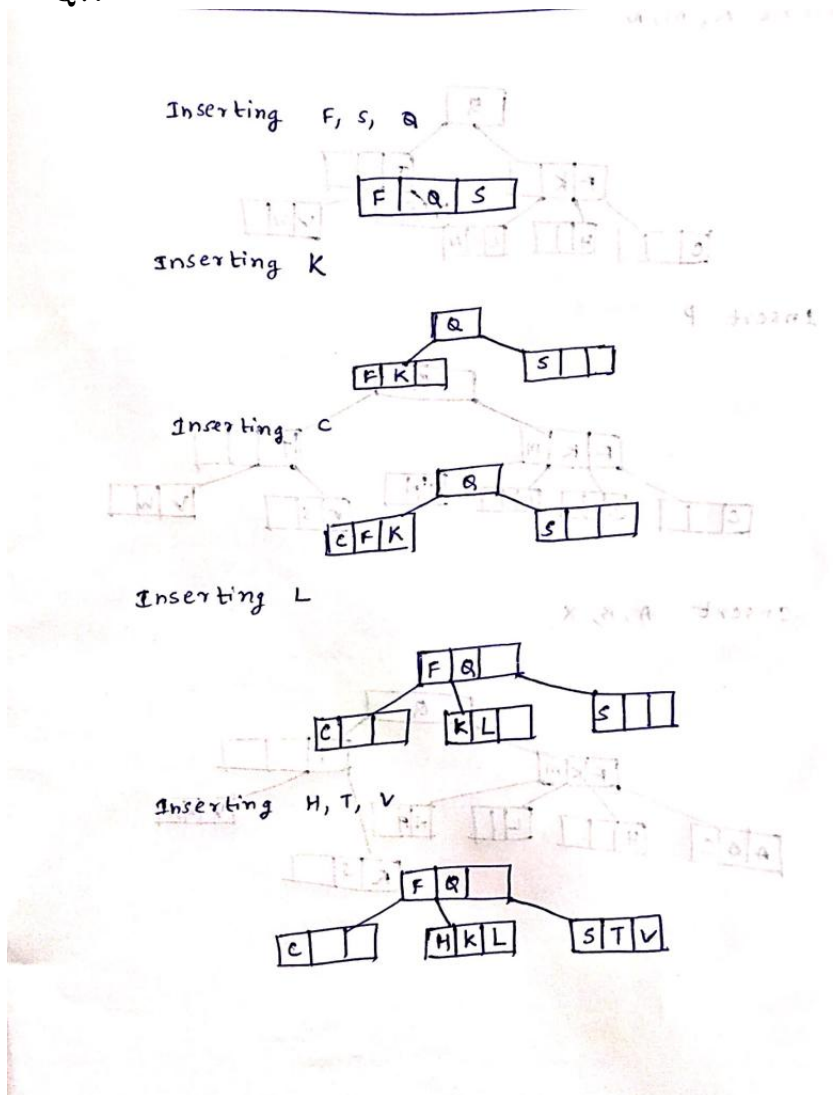 Inserting F, S, Q
F Q S
Inserting K
Q
F K S
Inserting C
Q
C F K S
Inserting L
F Q
C K L S
Inserting H, T, V
F Q
C H K L S T V